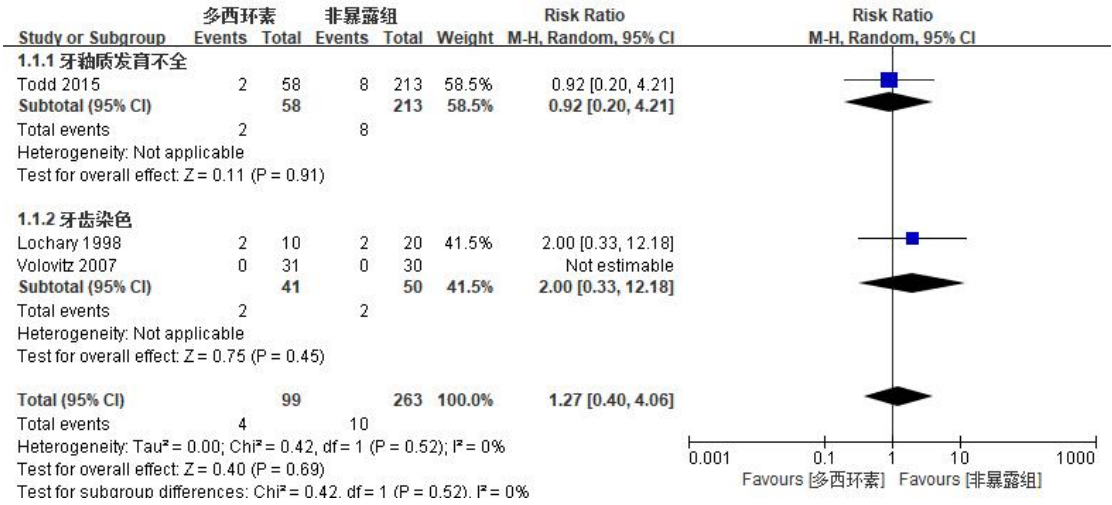 多西环素 非暴露组 Risk Ratio Risk Ratio
Study or Subgroup Events Total Events Total Weight M-H, Random, 95% CI M-H, Random, 95% CI
1.1.1 牙釉质发育不全
Todd 2015 2 58 8 213 58.5% 0.92 [0.20, 4.21]
Subtotal (95% CI) 58 213 58.5% 0.92 [0.20, 4.21]
Total events 2 8
Heterogeneity: Not applicable
Test for overall effect: Z = 0.11 (P = 0.91)
1.1.2 牙齿染色
Lochary 1998 2 10 2 20 41.5% 2.00 [0.33, 12.18]
Volovitz 2007 0 31 0 30 Not estimable
Subtotal (95% CI) 41 50 41.5% 2.00 [0.33, 12.18]
Total events 2 2
Heterogeneity: Not applicable
Test for overall effect: Z = 0.75 (P = 0.45)
Total (95% CI) 99 263 100.0% 1.27 [0.40, 4.06]
Total events 4 10
Heterogeneity: Tau² = 0.00; Chi² = 0.42, df = 1 (P = 0.52); I² = 0%
Test for overall effect: Z = 0.40 (P = 0.69)
Test for subgroup differences: Chi² = 0.42, df = 1 (P = 0.52), I² = 0%
0.001 0.1 1 10 1000
Favours [多西环素] Favours [非暴露组]